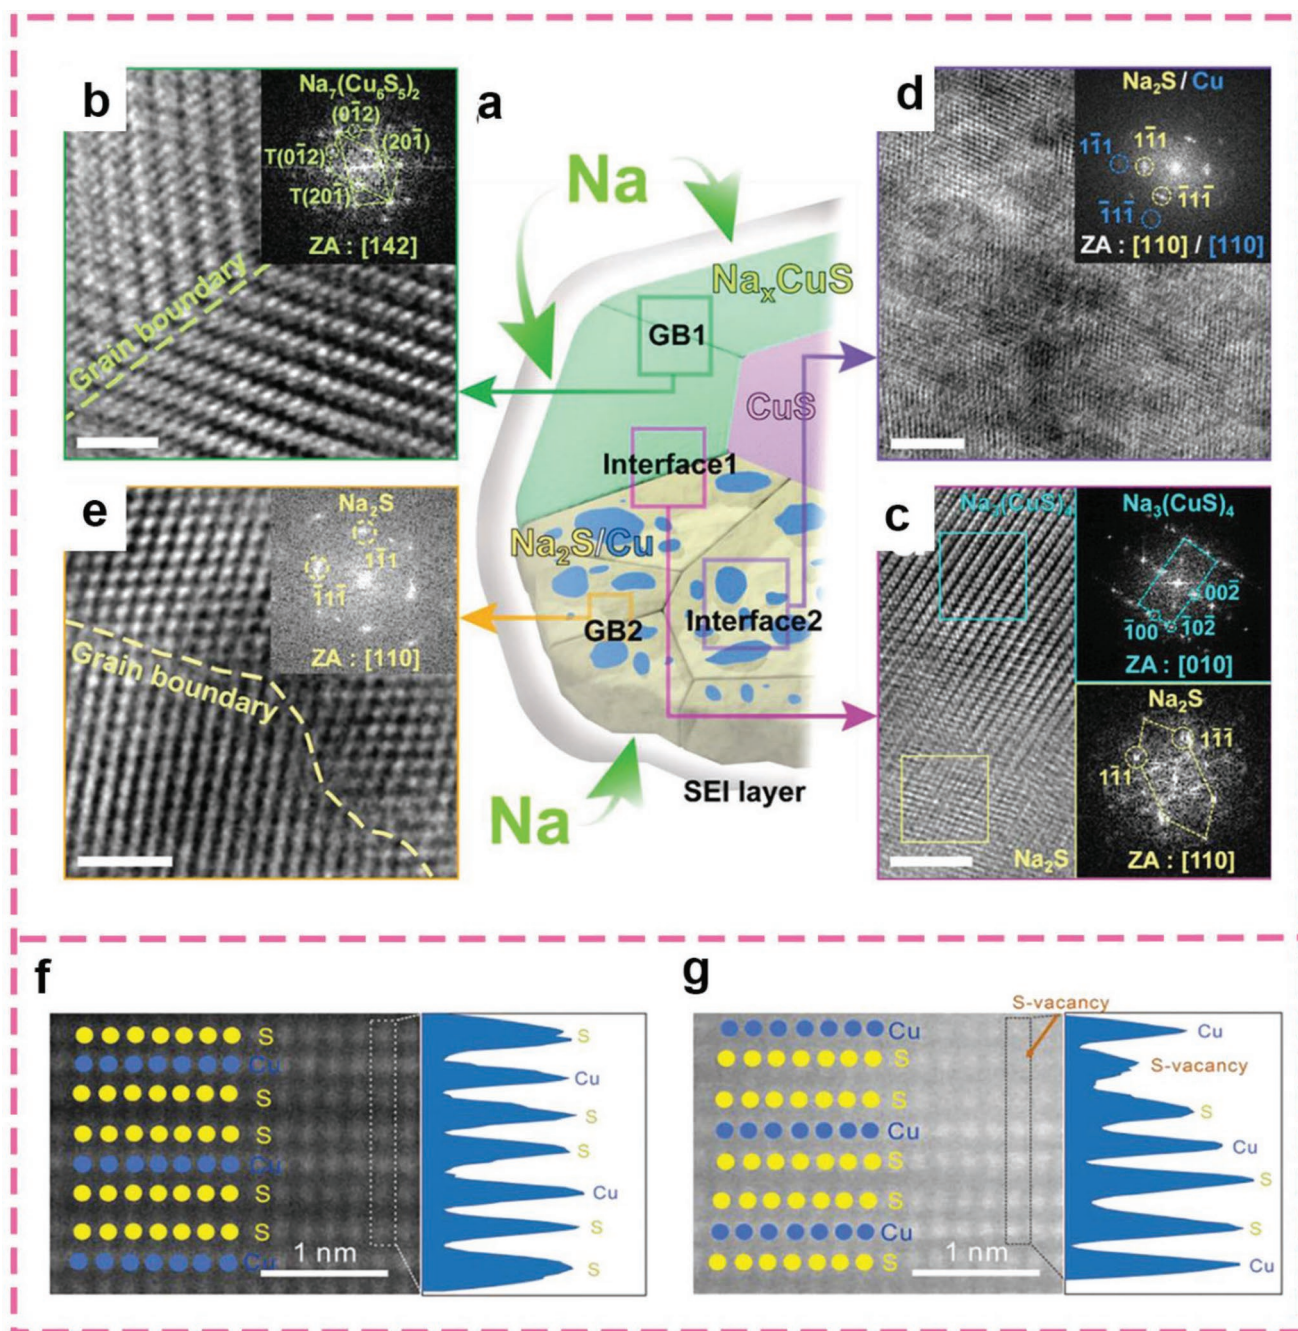 b
Na₇(Cu₆S₅)₂
(01̄2)
(201̄)
T(01̄2)
T(201̄)
ZA : [142]
Grain boundary
a
Na
NaₓCuS
GB1
CuS
Interface1
Na₂S/Cu
GB2
Interface2
SEI layer
Na
d
Na₂S / Cu
11̄1
11̄1
1̄11̄
1̄11̄
ZA : [110] / [110]
e
Na₂S
11̄1
1̄11̄
ZA : [110]
Grain boundary
c
Na₃(CuS)₄
Na₃(CuS)₄
002̄
1̄00
1̄02̄
ZA : [010]
Na₂S
11̄1̄
11̄1
ZA : [110]
Na₂S
f
S
Cu
S
S
Cu
S
S
Cu
1 nm
S
Cu
S
S
Cu
S
S
g
S-vacancy
Cu
S
S
Cu
S
S
Cu
S
1 nm
Cu
S-vacancy
S
Cu
S
S
Cu